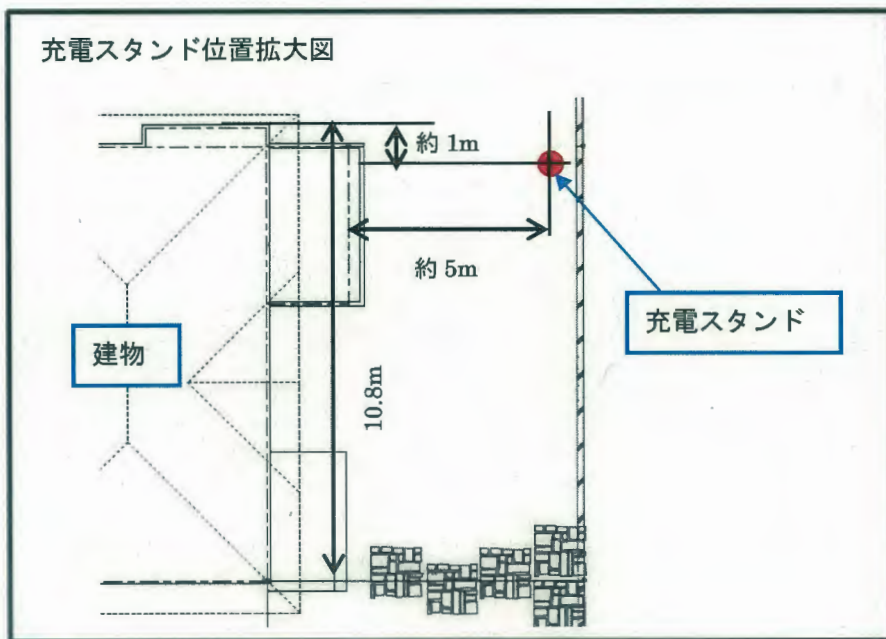 充電スタンド位置拡大図
約 1m
約 5m
充電スタンド
建物
10.8m